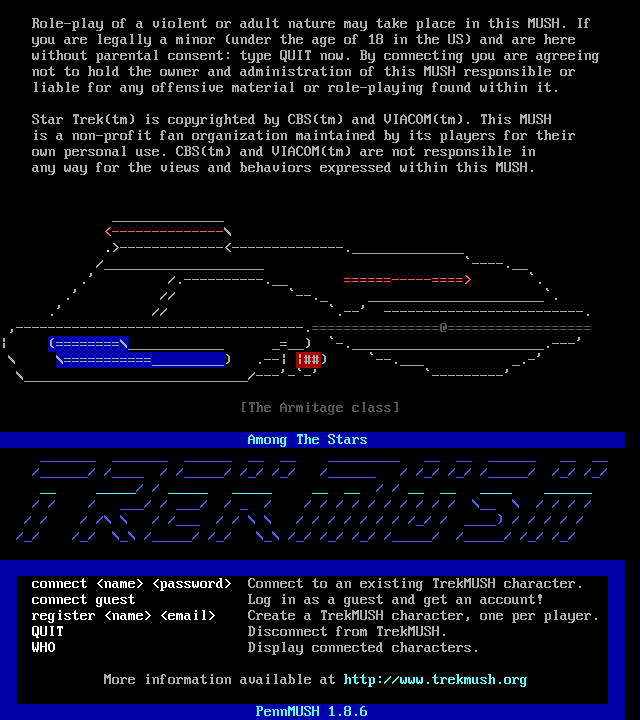 Role-play of a violent or adult nature may take place in this MUSH. If
you are legally a minor (under the age of 18 in the US) and are here
without parental consent: type QUIT now. By connecting you are agreeing
not to hold the owner and administration of this MUSH responsible or
liable for any offensive material or role-playing found within it.
Star Trek(tm) is copyrighted by CBS(tm) and VIACOM(tm). This MUSH
is a non-profit fan organization maintained by its players for their
own personal use. CBS(tm) and VIACOM(tm) are not responsible in
any way for the views and behaviors expressed within this MUSH.
[The Armitage class]
Among The Stars
connect <name> <password> Connect to an existing TrekMUSH character.
connect guest Log in as a guest and get an account!
register <name> <email> Create a TrekMUSH character, one per player.
QUIT Disconnect from TrekMUSH.
WHO Display connected characters.
More information available at http://www.trekmush.org
PennMUSH 1.8.6